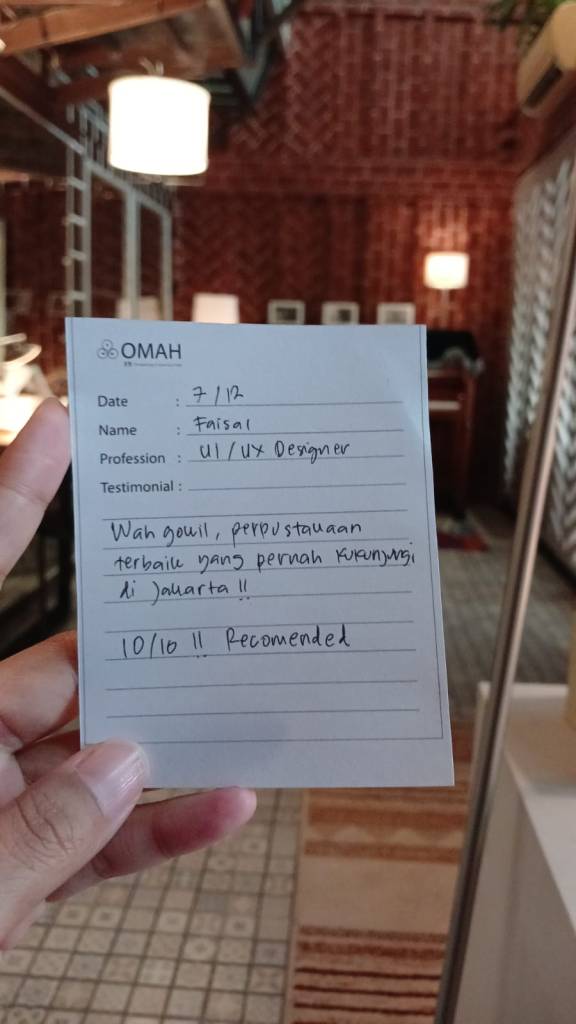 OMAH
Date : 7/12
Name : Faisal
Profession : UI/UX Designer
Testimonial :
Wah gokil, perpustakaan
terbaik yang pernah kukunjungi
di Jakarta !!
10/10 !! Recomended